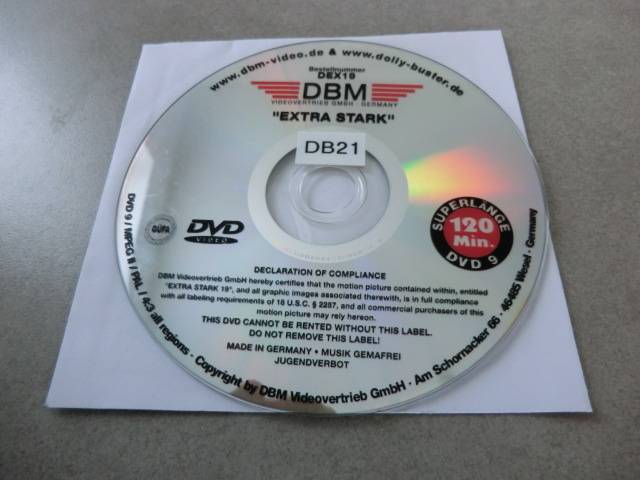 www.dbm-video.de & www.dolly-buster.de
Bestellnummer
DEX19
DBM
VIDEOVERTRIEB GMBH · GERMANY
"EXTRA STARK"
DB21
GÜFA
DVD
VIDEO
SUPERLÄNGE
120
Min.
DVD 9
DECLARATION OF COMPLIANCE
DBM Videovertrieb GmbH hereby certifies that the motion picture contained within, entitled
"EXTRA STARK 19", and all graphic images associated therewith, is in full compliance
with all labeling requirements of 18 U.S.C. § 2257, and all commercial purchasers of this
motion picture may rely hereon.
THIS DVD CANNOT BE RENTED WITHOUT THIS LABEL.
DO NOT REMOVE THIS LABEL!
MADE IN GERMANY • MUSIK GEMAFREI
JUGENDVERBOT
DVD 9 / MPEG II / PAL / 4:3 all regions · Copyright by DBM Videovertrieb GmbH · Am Schornacker 66 · 46485 Wesel · Germany